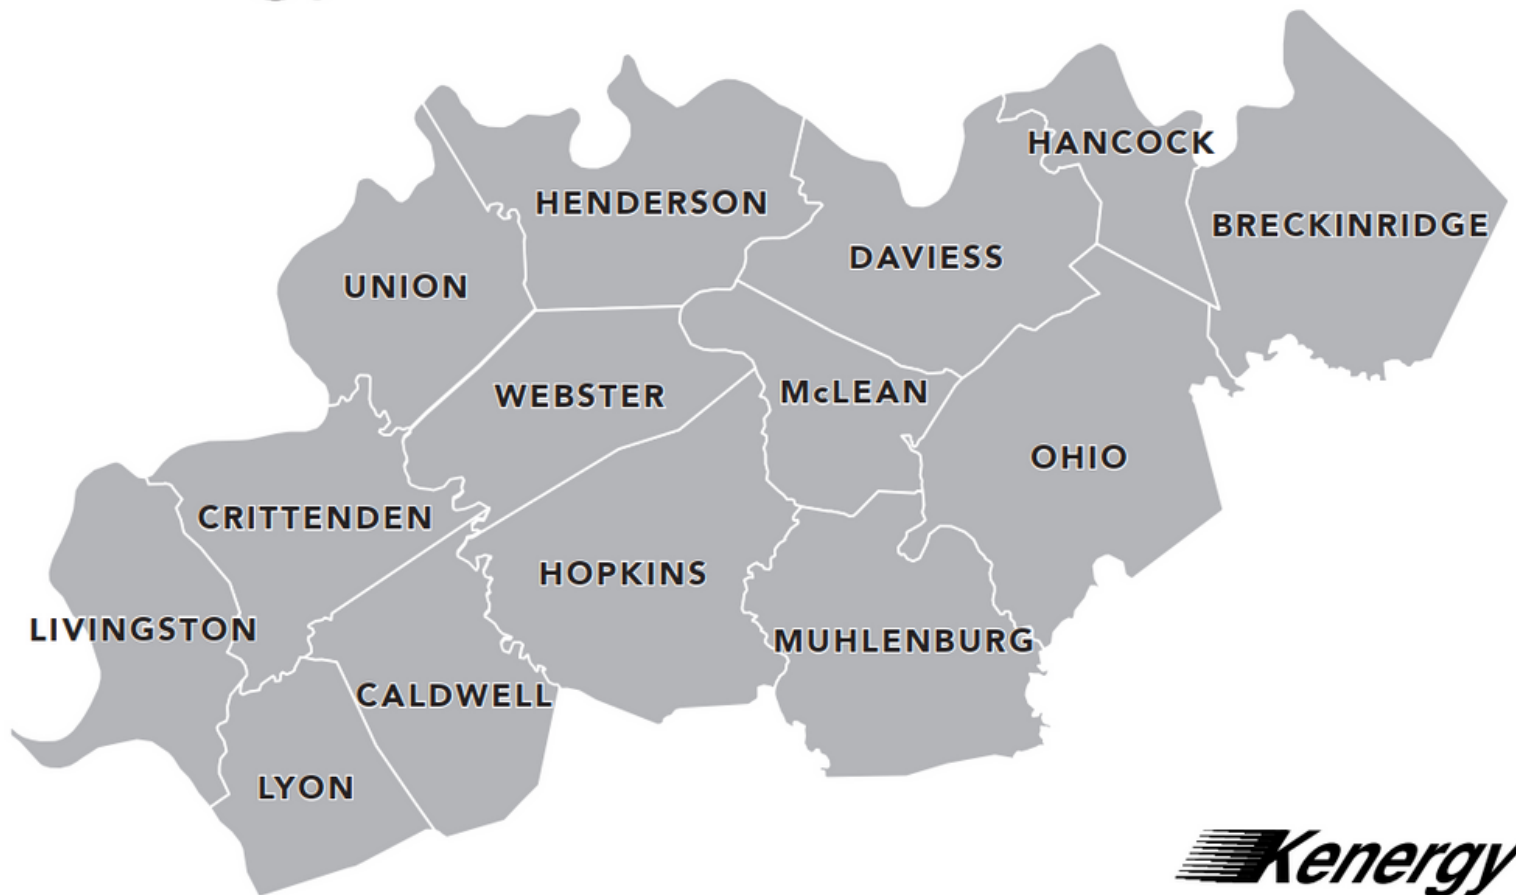 HANCOCK
HENDERSON
BRECKINRIDGE
DAVIESS
UNION
WEBSTER
McLEAN
OHIO
CRITTENDEN
HOPKINS
LIVINGSTON
MUHLENBURG
CALDWELL
LYON
Kenergy